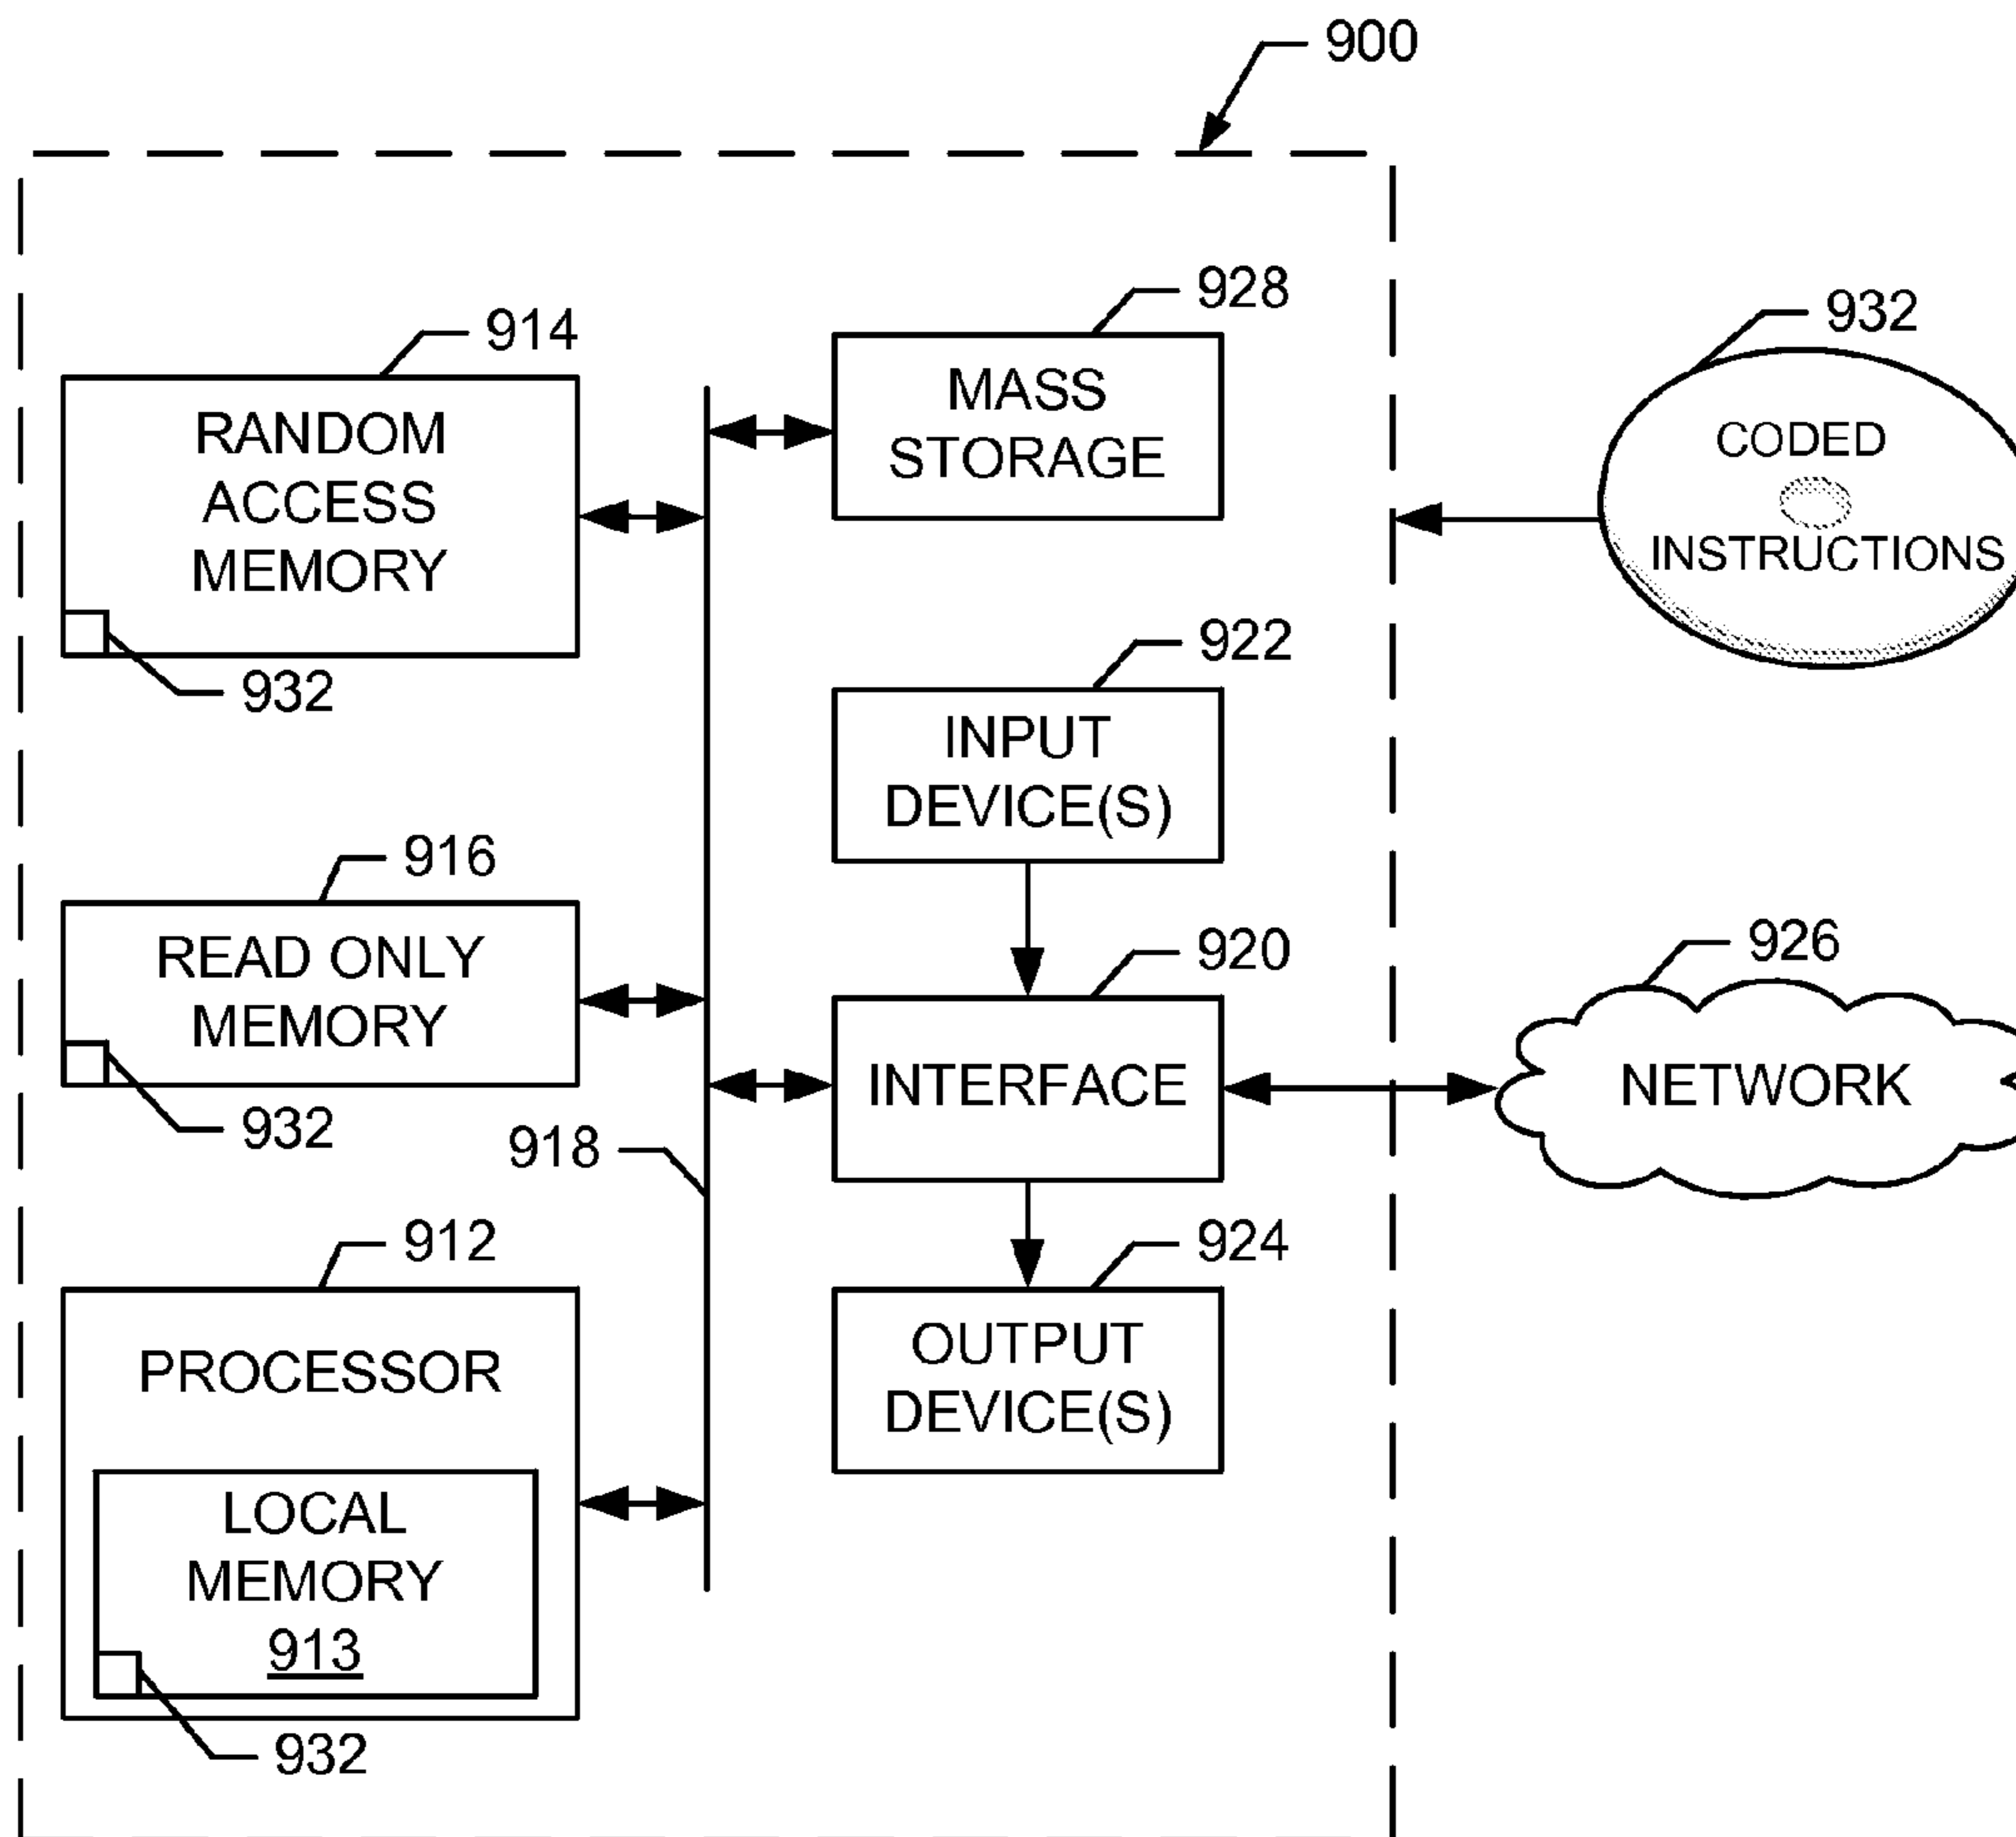 900
928
914
932
MASS
STORAGE
RANDOM
ACCESS
MEMORY
CODED
INSTRUCTIONS
932
922
INPUT
DEVICE(S)
916
READ ONLY
MEMORY
920
926
INTERFACE
NETWORK
932
918
912
924
PROCESSOR
OUTPUT
DEVICE(S)
LOCAL
MEMORY
913
932